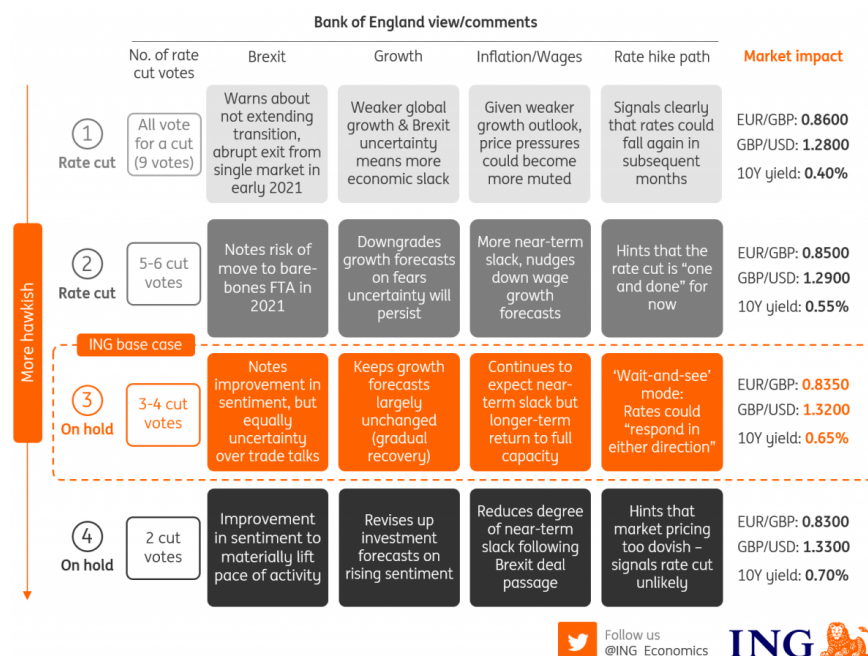 Bank of England view/comments
No. of rate
cut votes
Brexit
Growth
Inflation/Wages
Rate hike path
Market impact
More hawkish
1
Rate cut
All vote
for a cut
(9 votes)
Warns about
not extending
transition,
abrupt exit from
single market in
early 2021
Weaker global
growth & Brexit
uncertainty
means more
economic slack
Given weaker
growth outlook,
price pressures
could become
more muted
Signals clearly
that rates could
fall again in
subsequent
months
EUR/GBP: 0.8600
GBP/USD: 1.2800
10Y yield: 0.40%
2
Rate cut
5-6 cut
votes
Notes risk of
move to bare-
bones FTA in
2021
Downgrades
growth forecasts
on fears
uncertainty will
persist
More near-term
slack, nudges
down wage
growth
forecasts
Hints that the
rate cut is “one
and done” for
now
EUR/GBP: 0.8500
GBP/USD: 1.2900
10Y yield: 0.55%
ING base case
3
On hold
3-4 cut
votes
Notes
improvement in
sentiment, but
equally
uncertainty
over trade talks
Keeps growth
forecasts
largely
unchanged
(gradual
recovery)
Continues to
expect near-
term slack but
longer-term
return to full
capacity
‘Wait-and-see’
mode:
Rates could
“respond in
either direction”
EUR/GBP: 0.8350
GBP/USD: 1.3200
10Y yield: 0.65%
4
On hold
2 cut
votes
Improvement
in sentiment to
materially lift
pace of activity
Revises up
investment
forecasts on
rising sentiment
Reduces degree
of near-term
slack following
Brexit deal
passage
Hints that
market pricing
too dovish –
signals rate cut
unlikely
EUR/GBP: 0.8300
GBP/USD: 1.3300
10Y yield: 0.70%
Follow us
@ING_Economics
ING